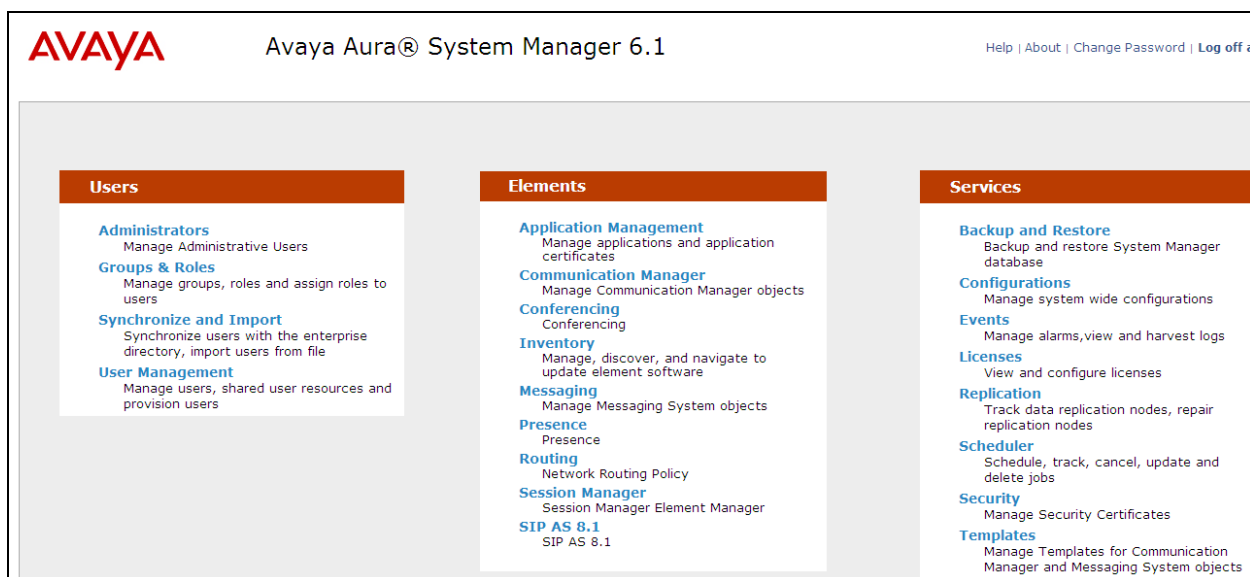 AVAYA
Avaya Aura® System Manager 6.1
Help | About | Change Password | Log off a
Users
Administrators
Manage Administrative Users
Groups & Roles
Manage groups, roles and assign roles to
users
Synchronize and Import
Synchronize users with the enterprise
directory, import users from file
User Management
Manage users, shared user resources and
provision users
Elements
Application Management
Manage applications and application
certificates
Communication Manager
Manage Communication Manager objects
Conferencing
Conferencing
Inventory
Manage, discover, and navigate to
update element software
Messaging
Manage Messaging System objects
Presence
Presence
Routing
Network Routing Policy
Session Manager
Session Manager Element Manager
SIP AS 8.1
SIP AS 8.1
Services
Backup and Restore
Backup and restore System Manager
database
Configurations
Manage system wide configurations
Events
Manage alarms,view and harvest logs
Licenses
View and configure licenses
Replication
Track data replication nodes, repair
replication nodes
Scheduler
Schedule, track, cancel, update and
delete jobs
Security
Manage Security Certificates
Templates
Manage Templates for Communication
Manager and Messaging System objects